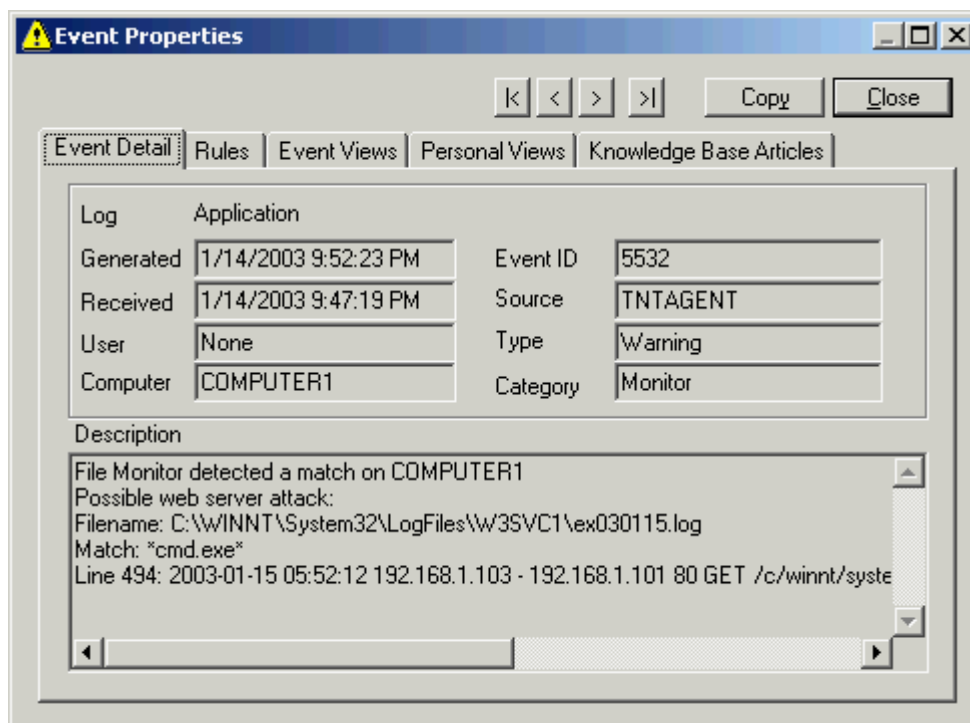 Event Properties
|< < > >| Copy Close
Event Detail Rules Event Views Personal Views Knowledge Base Articles
Log Application
Generated 1/14/2003 9:52:23 PM Event ID 5532
Received 1/14/2003 9:47:19 PM Source TNTAGENT
User None Type Warning
Computer COMPUTER1 Category Monitor
Description
File Monitor detected a match on COMPUTER1
Possible web server attack:
Filename: C:\WINNT\System32\LogFiles\W3SVC1\ex030115.log
Match: *cmd.exe*
Line 494: 2003-01-15 05:52:12 192.168.1.103 - 192.168.1.101 80 GET /c/winnt/syste